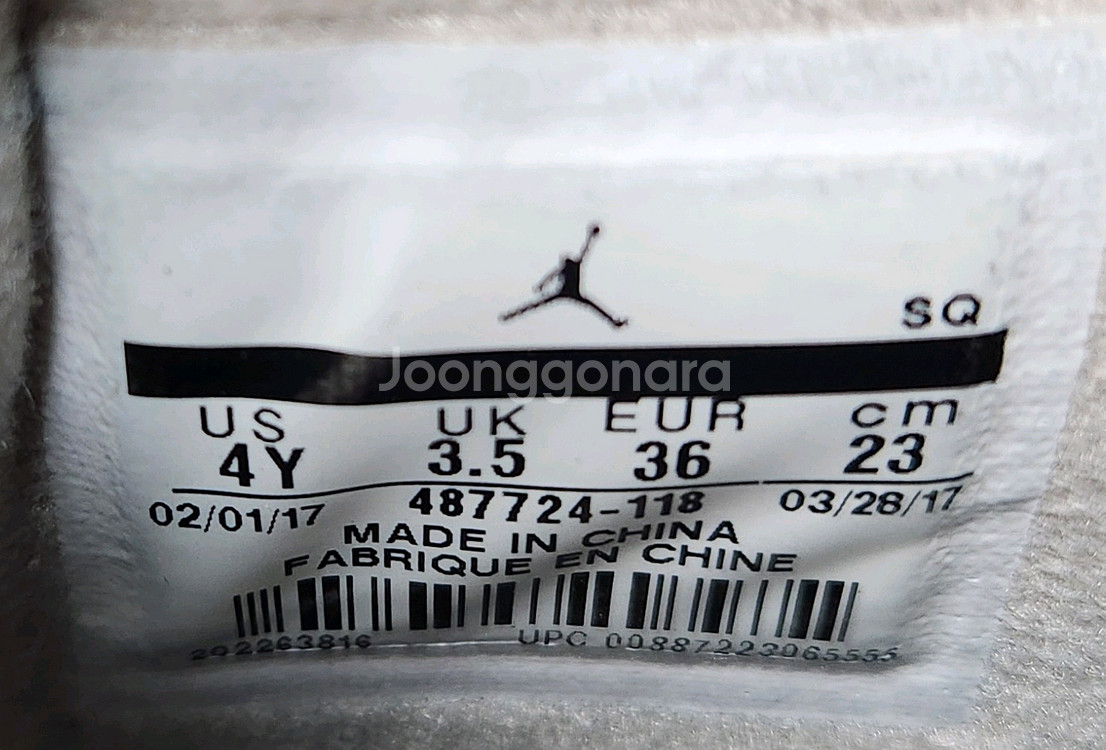 SQ
Joonggonara
US UK EUR cm
4Y 3.5 36 23
02/01/17 487724-118 03/28/17
MADE IN CHINA
FABRIQUE EN CHINE
202263816 UPC 00887223065555